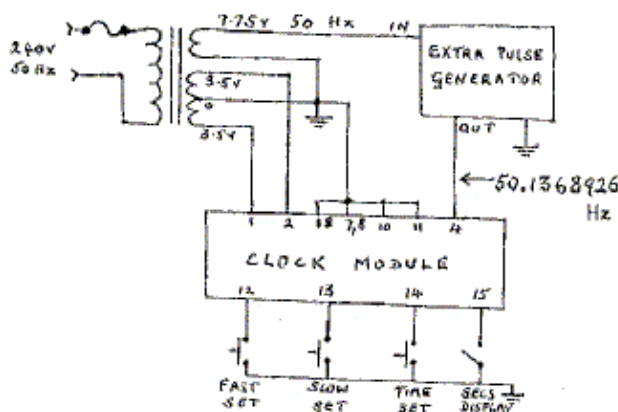 7.75V 50 Hz IN
240V
50Hz
EXTRA PULSE
GENERATOR
3.5V
0
3.5V
OUT
50.1368926
Hz
1 2 18 7,8 10 11 4
CLOCK MODULE
12 13 14 15
FAST
SET
SLOW
SET
TIME
SET
SECS
DISPLAY